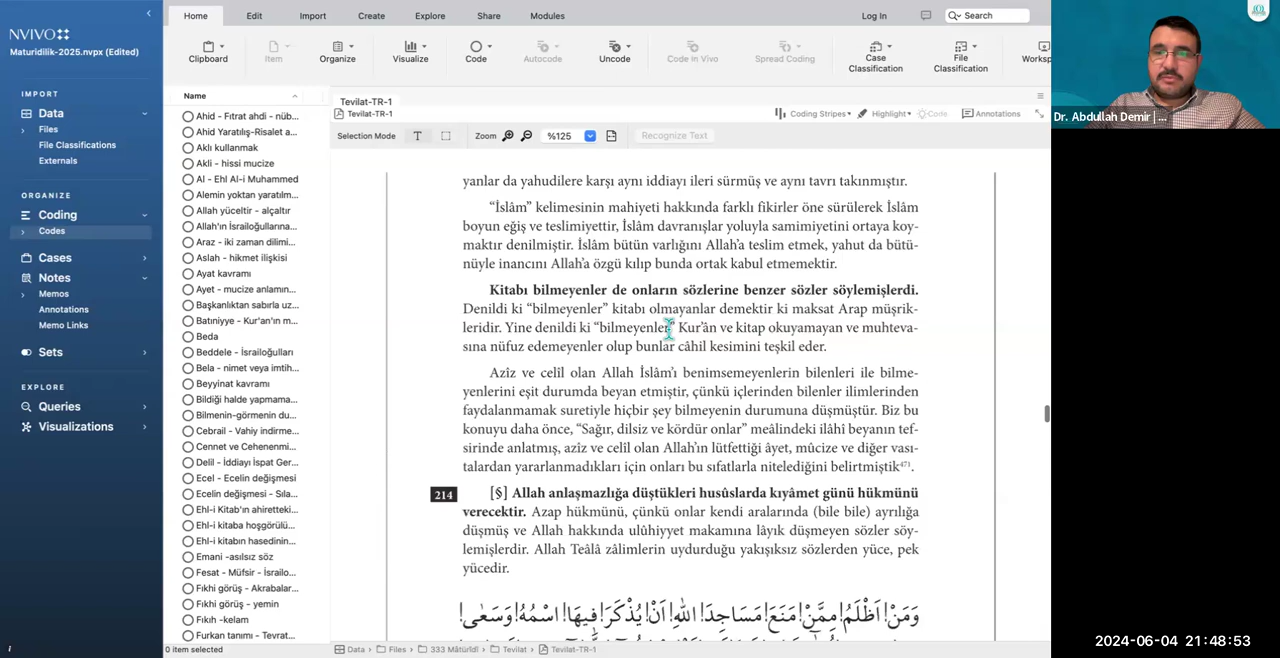 NVIVO
Maturidilik-2025.nvpx (Edited)
IMPORT
Data
Files
File Classifications
Externals
ORGANIZE
Coding
Codes
Cases
Notes
Memos
Annotations
Memo Links
Sets
EXPLORE
Queries
Visualizations
Home Edit Import Create Explore Share Modules Log In Search
Clipboard Item Organize Visualize Code Autocode Uncode Code In Vivo Spread Coding Case Classification File Classification Worksp
Name
Ahid - Fıtrat ahdi - nüb...
Ahid Yaratılış-Risalet a...
Aklı kullanmak
Akli - hissi mucize
Al - Ehl Al-i Muhammed
Alemin yoktan yaratılm...
Allah yüceltir - alçaltır
Allah'ın İsrailoğullarına...
Araz - iki zaman dilimi...
Aslah - hikmet ilişkisi
Ayat kavramı
Ayet - mucize anlamın...
Başkanlıktan sabırla uz...
Batıniyye - Kur'an'ın m...
Beda
Beddele - İsrailoğulları
Bela - nimet veya imtih...
Beyyinat kavramı
Bildiği halde yapmama...
Bilmenin-görmenin du...
Cebrail - Vahiy indirme...
Cennet ve Cehenenmi...
Delil - İddiayı İspat Ger...
Ecel - Ecelin değişmesi
Ecelin değişmesi - Sıla...
Ehl-i Kitab'ın ahiretteki...
Ehl-i kitaba hoşgörülü...
Ehl-i kitabın hasedinin...
Emani -asılsız söz
Fesat - Müfsir - İsrailo...
Fıkhi görüş - Akrabalar...
Fıkhi görüş - yemin
Fıkıh -kelam
Furkan tanımı - Tevrat...
0 item selected
Tevilat-TR-1
Tevilat-TR-1
Coding Stripes Highlight Code Annotations
Selection Mode T Zoom %125 Recognize Text
yanlar da yahudilere karşı aynı iddiayı ileri sürmüş ve aynı tavrı takınmıştır.
“İslâm” kelimesinin mahiyeti hakkında farklı fikirler öne sürülerek İslâm
boyun eğiş ve teslimiyettir, İslâm davranışlar yoluyla samimiyetini ortaya koy-
maktır denilmiştir. İslâm bütün varlığını Allah’a teslim etmek, yahut da bütü-
nüyle inancını Allah’a özgü kılıp bunda ortak kabul etmemektir.
Kitabı bilmeyenler de onların sözlerine benzer sözler söylemişlerdi.
Denildi ki “bilmeyenler” kitabı olmayanlar demektir ki maksat Arap müşrik-
leridir. Yine denildi ki “bilmeyenler” Kur’ân ve kitap okuyamayan ve muhteva-
sına nüfuz edemeyenler olup bunlar câhil kesimini teşkil eder.
Azîz ve celîl olan Allah İslâm’ı benimsemeyenlerin bilenleri ile bilme-
yenlerini eşit durumda beyan etmiştir, çünkü içlerinden bilenler ilimlerinden
faydalanmamak suretiyle hiçbir şey bilmeyenin durumuna düşmüştür. Biz bu
konuyu daha önce, “Sağır, dilsiz ve kördür onlar” meâlindeki ilâhî beyanın tef-
sirinde anlatmış, azîz ve celîl olan Allah’ın lütfettiği âyet, mûcize ve diğer vası-
talardan yararlanmadıkları için onları bu sıfatlarla nitelediğini belirtmiştik471.
214 [§] Allah anlaşmazlığa düştükleri husûslarda kıyâmet günü hükmünü
verecektir. Azap hükmünü, çünkü onlar kendi aralarında (bile bile) ayrılığa
düşmüş ve Allah hakkında ulûhiyyet makamına lâyık düşmeyen sözler söy-
lemişlerdir. Allah Teâlâ zâlimlerin uydurduğu yakışıksız sözlerden yüce, pek
yücedir.
وَمَنْ اَظْلَمُ مِمَّنْ مَنَعَ مَسَاجِدَ اللّٰهِ اَنْ يُذْكَرَ فِيهَا اسْمُهُ وَسَعٰى
Data Files 333 Mâtürîdî Tevilat Tevilat-TR-1
Dr. Abdullah Demir | ...
2024-06-04 21:48:53